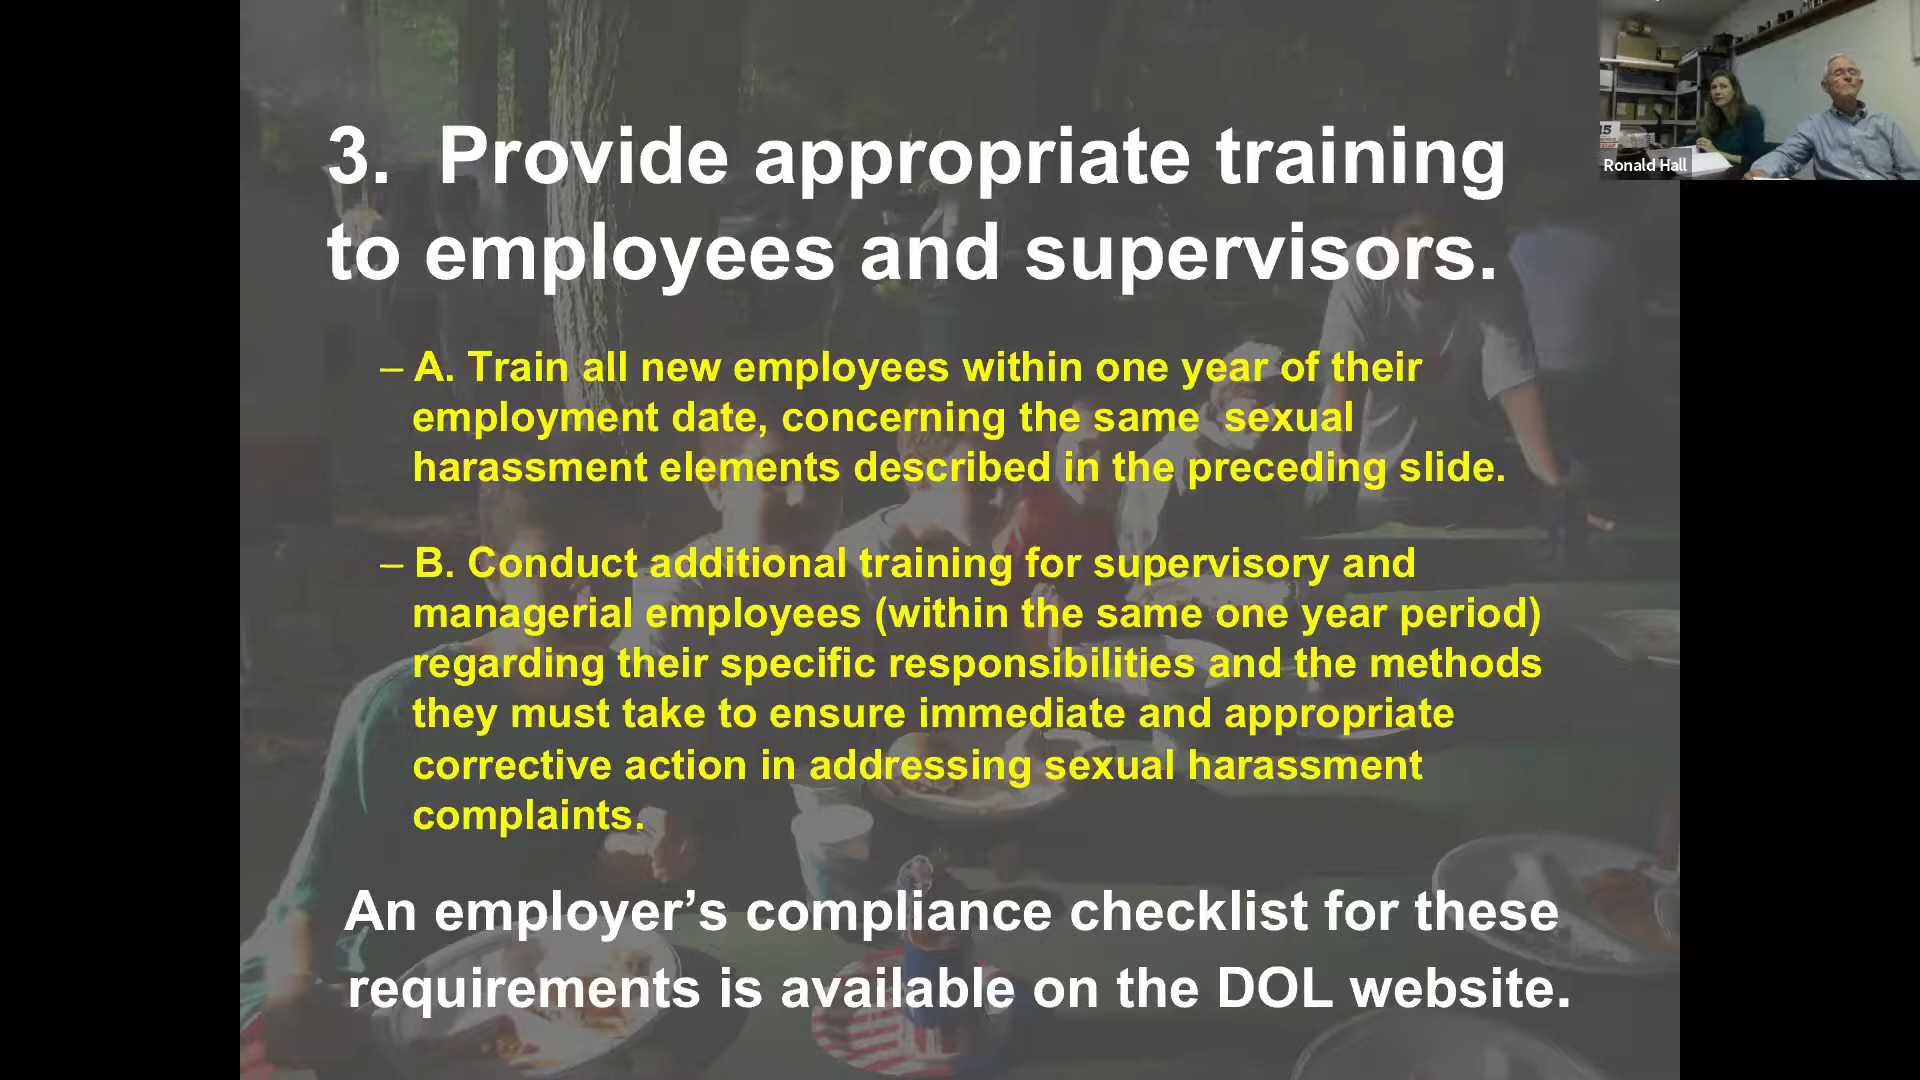 3. Provide appropriate training
to employees and supervisors.
– A. Train all new employees within one year of their
employment date, concerning the same sexual
harassment elements described in the preceding slide.
– B. Conduct additional training for supervisory and
managerial employees (within the same one year period)
regarding their specific responsibilities and the methods
they must take to ensure immediate and appropriate
corrective action in addressing sexual harassment
complaints.
An employer’s compliance checklist for these
requirements is available on the DOL website.
15
Ronald Hall